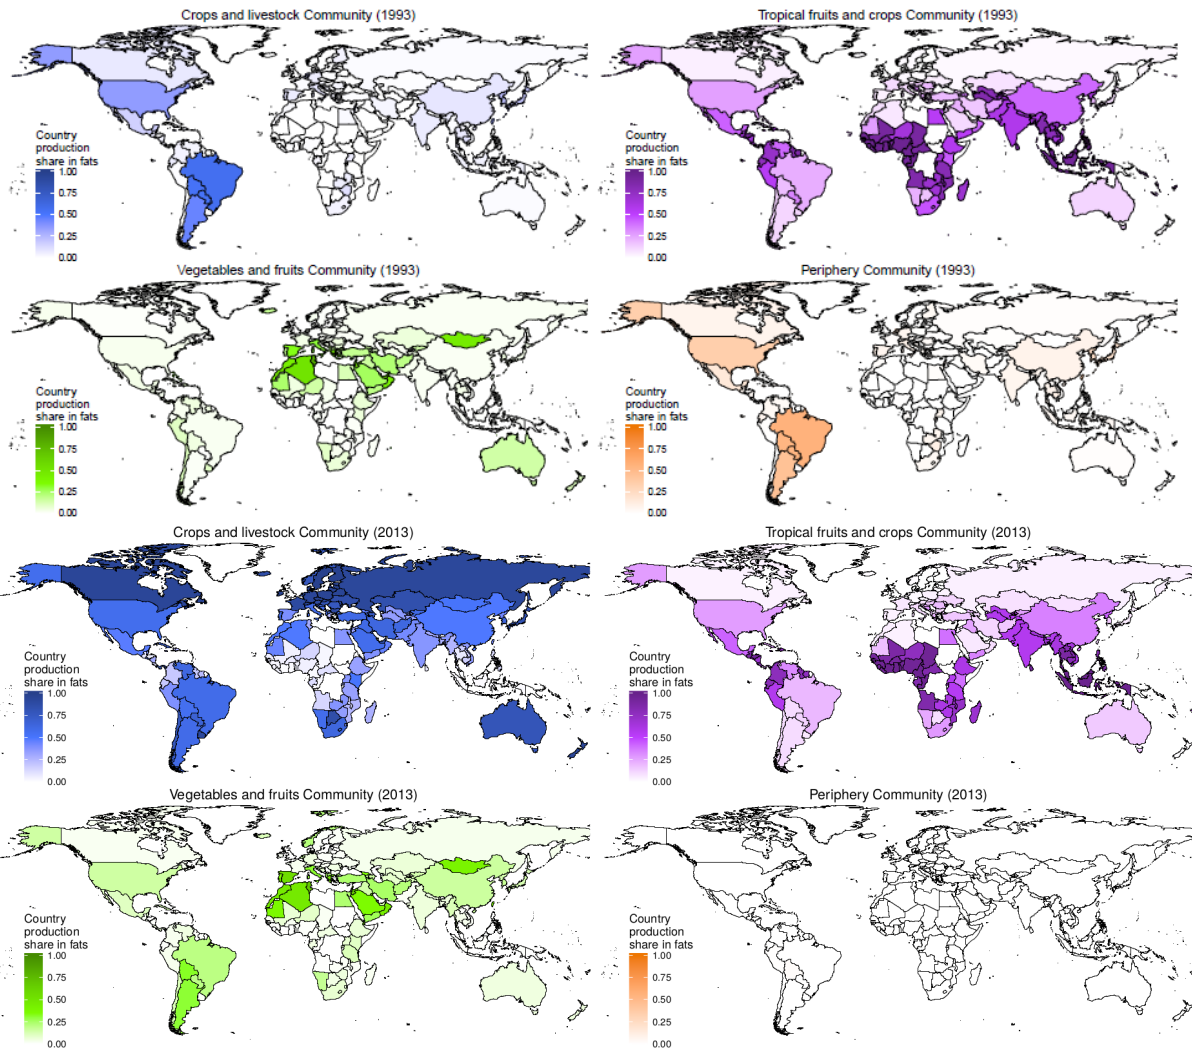 Crops and livestock Community (1993)
Country
production
share in fats
1.00
0.75
0.50
0.25
0.00
Tropical fruits and crops Community (1993)
Country
production
share in fats
1.00
0.75
0.50
0.25
0.00
Vegetables and fruits Community (1993)
Country
production
share in fats
1.00
0.75
0.50
0.25
0.00
Periphery Community (1993)
Country
production
share in fats
1.00
0.75
0.50
0.25
0.00
Crops and livestock Community (2013)
Country
production
share in fats
1.00
0.75
0.50
0.25
0.00
Tropical fruits and crops Community (2013)
Country
production
share in fats
1.00
0.75
0.50
0.25
0.00
Vegetables and fruits Community (2013)
Country
production
share in fats
1.00
0.75
0.50
0.25
0.00
Periphery Community (2013)
Country
production
share in fats
1.00
0.75
0.50
0.25
0.00